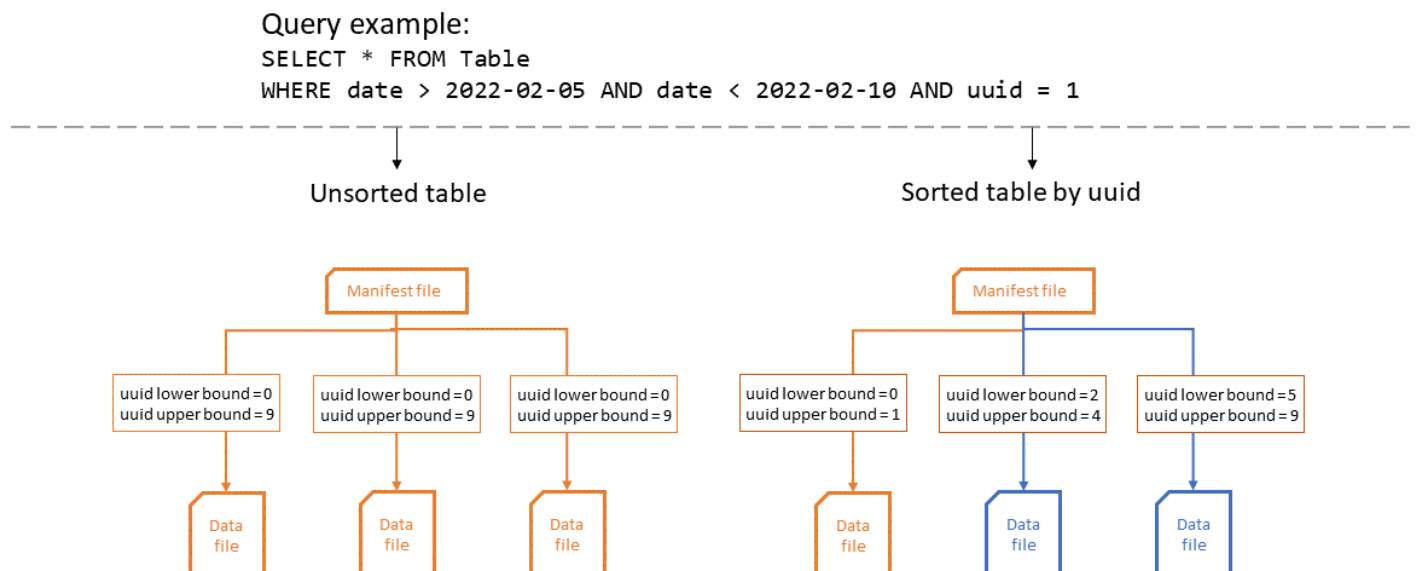 Query example:
SELECT * FROM Table
WHERE date > 2022-02-05 AND date < 2022-02-10 AND uuid = 1
Unsorted table
Sorted table by uuid
Manifest file
Manifest file
uuid lower bound = 0
uuid upper bound = 9
uuid lower bound = 0
uuid upper bound = 9
uuid lower bound = 0
uuid upper bound = 9
uuid lower bound = 0
uuid upper bound = 1
uuid lower bound = 2
uuid upper bound = 4
uuid lower bound = 5
uuid upper bound = 9
Data
file
Data
file
Data
file
Data
file
Data
file
Data
file